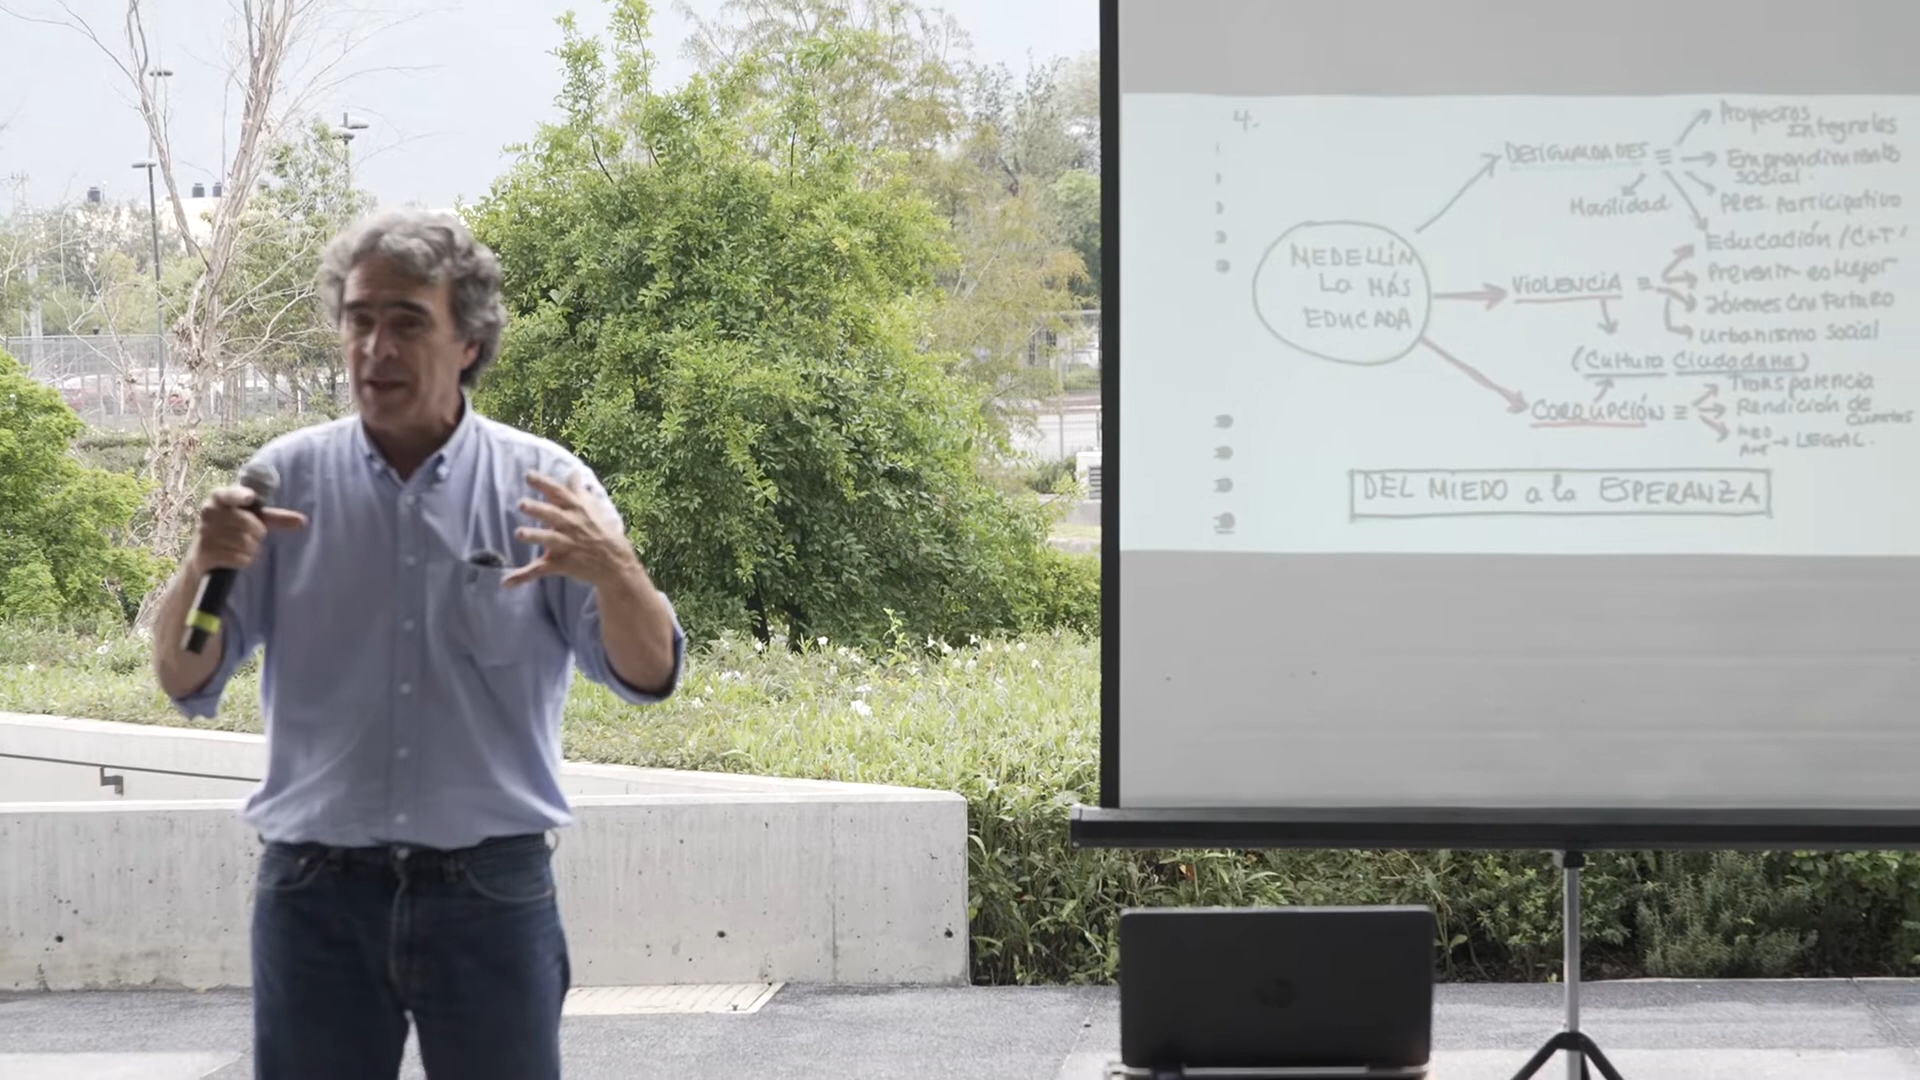 4.
Proyectos
Integrales
DESIGUALDADES
Emprendimiento
social.
Movilidad
Pres. participativo
Educación / C+T
MEDELLÍN
La MÁS
EDUCADA
VIOLENCIA
Prevenir es Mejor
Jóvenes con Futuro
Urbanismo Social
(Cultura Ciudadana)
CORRUPCIÓN
Transparencia
Rendición de
Cuentas
LEGAL.
DEL MIEDO a la ESPERANZA